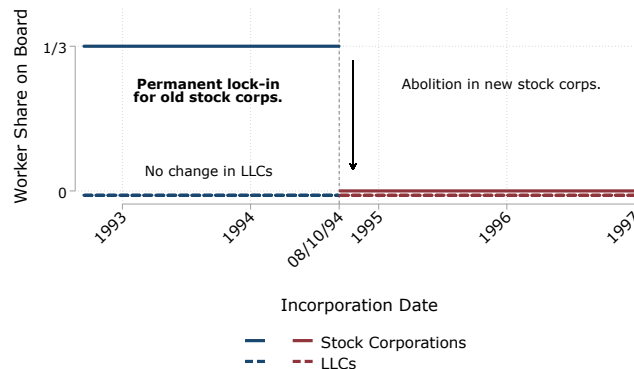 Worker Share on Board
1/3
0
Permanent lock-in
for old stock corps.
Abolition in new stock corps.
No change in LLCs
1993
1994
08/10/94
1995
1996
1997
Incorporation Date
Stock Corporations
LLCs